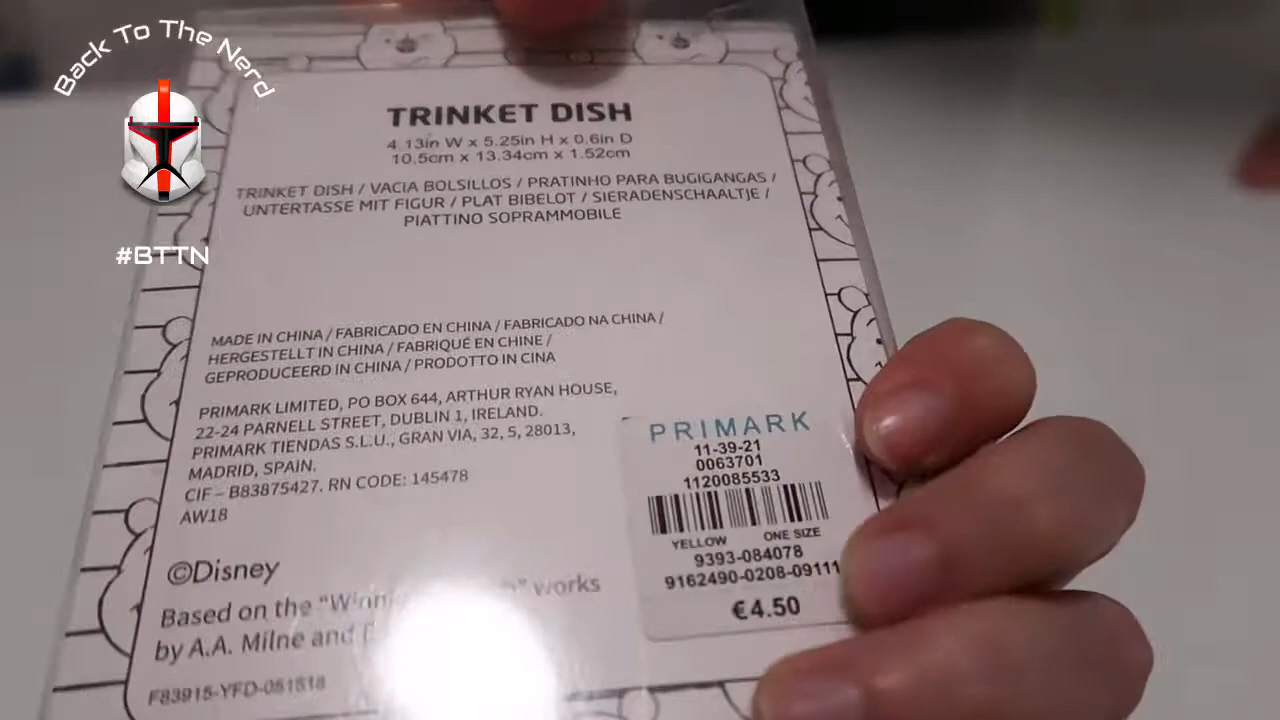 Back To The Nerd
#BTTN
TRINKET DISH
4.13in W x 5.25in H x 0.6in D
10.5cm x 13.34cm x 1.52cm
TRINKET DISH / VACIA BOLSILLOS / PRATINHO PARA BUGIGANGAS /
UNTERTASSE MIT FIGUR / PLAT BIBELOT / SIERADENSCHAALTJE /
PIATTINO SOPRAMMOBILE
MADE IN CHINA / FABRICADO EN CHINA / FABRICADO NA CHINA /
HERGESTELLT IN CHINA / FABRIQUÉ EN CHINE /
GEPRODUCEERD IN CHINA / PRODOTTO IN CINA
PRIMARK LIMITED, PO BOX 644, ARTHUR RYAN HOUSE,
22-24 PARNELL STREET, DUBLIN 1, IRELAND.
PRIMARK TIENDAS S.L.U., GRAN VIA, 32, 5, 28013,
MADRID, SPAIN.
CIF – B83875427. RN CODE: 145478
AW18
©Disney
Based on the works
by A.A. Milne and
F83915-YFD-051518
PRIMARK
11-39-21
0063701
1120085533
YELLOW ONE SIZE
9393-084078
9162490-0208-09111
€4.50